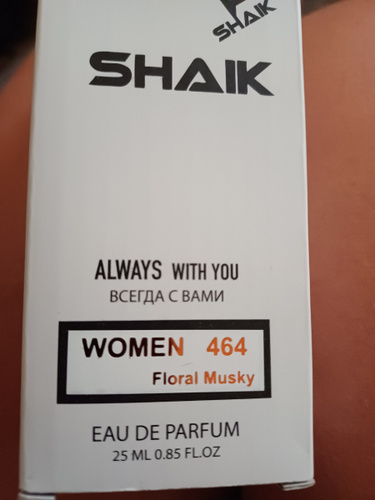 SHAIK
SHAIK
ALWAYS WITH YOU
ВСЕГДА С ВАМИ
WOMEN 464
Floral Musky
EAU DE PARFUM
25 ML 0.85 FL.OZ